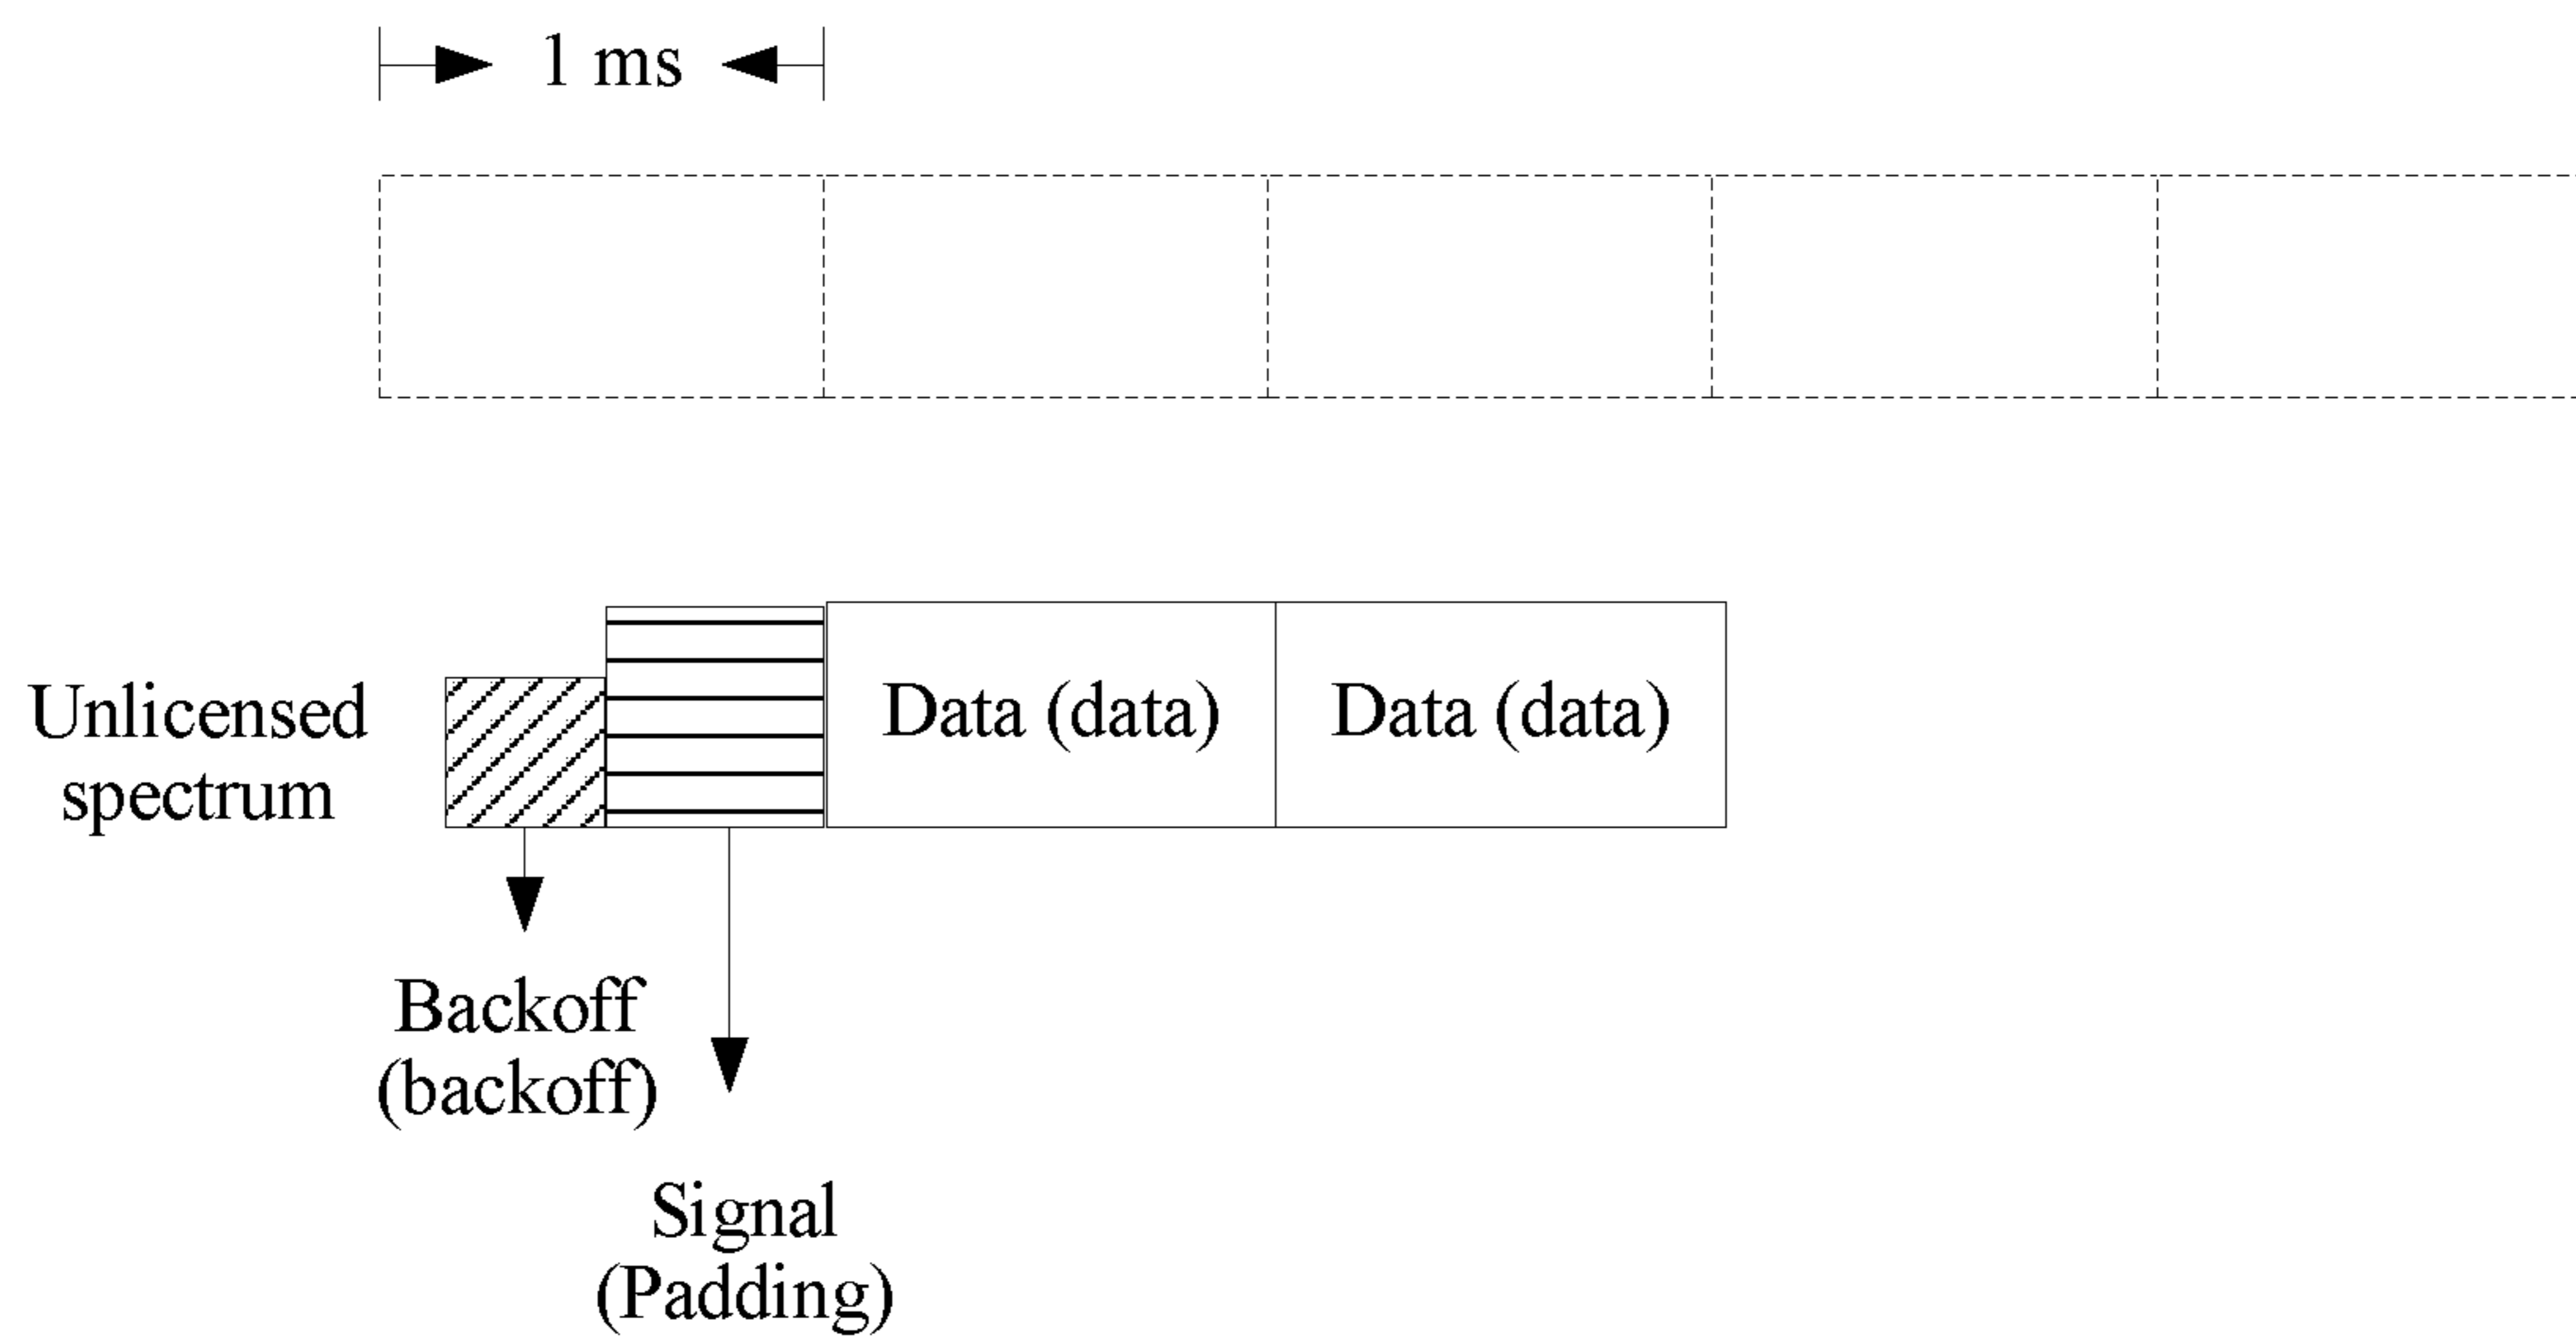 1 ms
Unlicensed
spectrum
Data (data)
Data (data)
Backoff
(backoff)
Signal
(Padding)